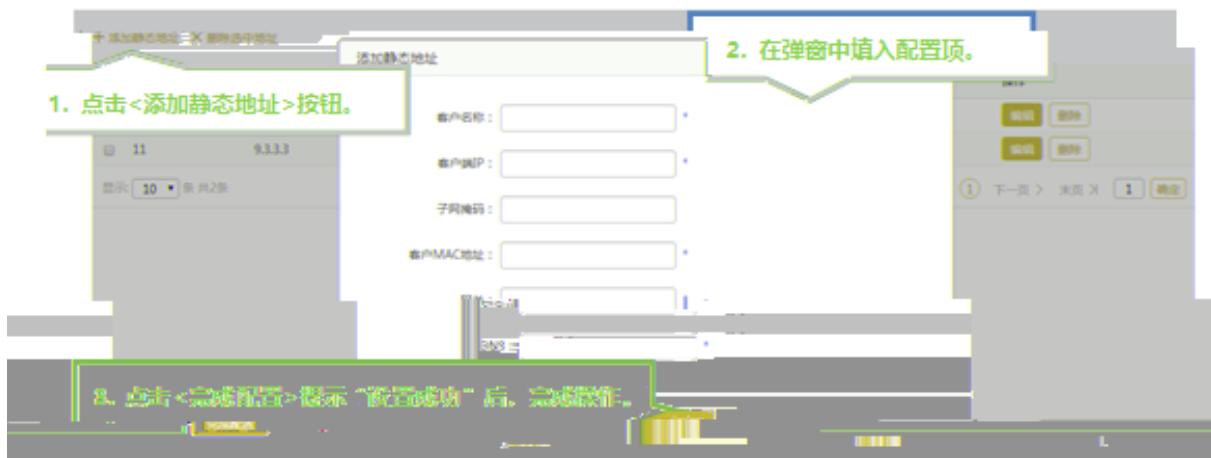 添加静态地址 删除选中地址
添加静态地址
2. 在弹窗中填入配置项。
1. 点击<添加静态地址>按钮。
客户名称：
*
编辑 删除
11 9.3.3.3
客户端IP：
*
编辑 删除
显示: 10 条 共2条
1 下一页 末页 1 确定
子网掩码：
客户MAC地址：
*
DNS
*
3. 点击<完成配置>提示“设置成功”后，完成操作。